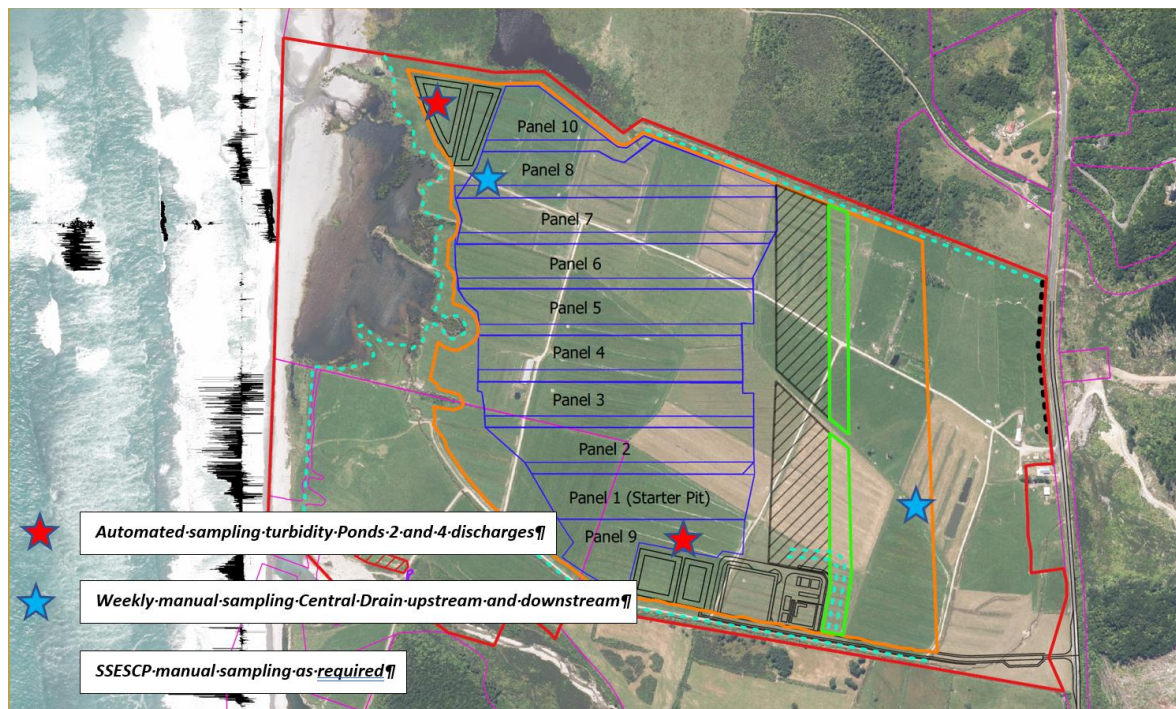 Panel 10
Panel 8
Panel 7
Panel 6
Panel 5
Panel 4
Panel 3
Panel 2
Panel 1 (Starter Pit)
Panel 9
Automated·sampling·turbidity·Ponds·2·and·4·discharges¶
Weekly·manual·sampling·Central·Drain·upstream·and·downstream¶
SSESCP·manual·sampling·as·required¶